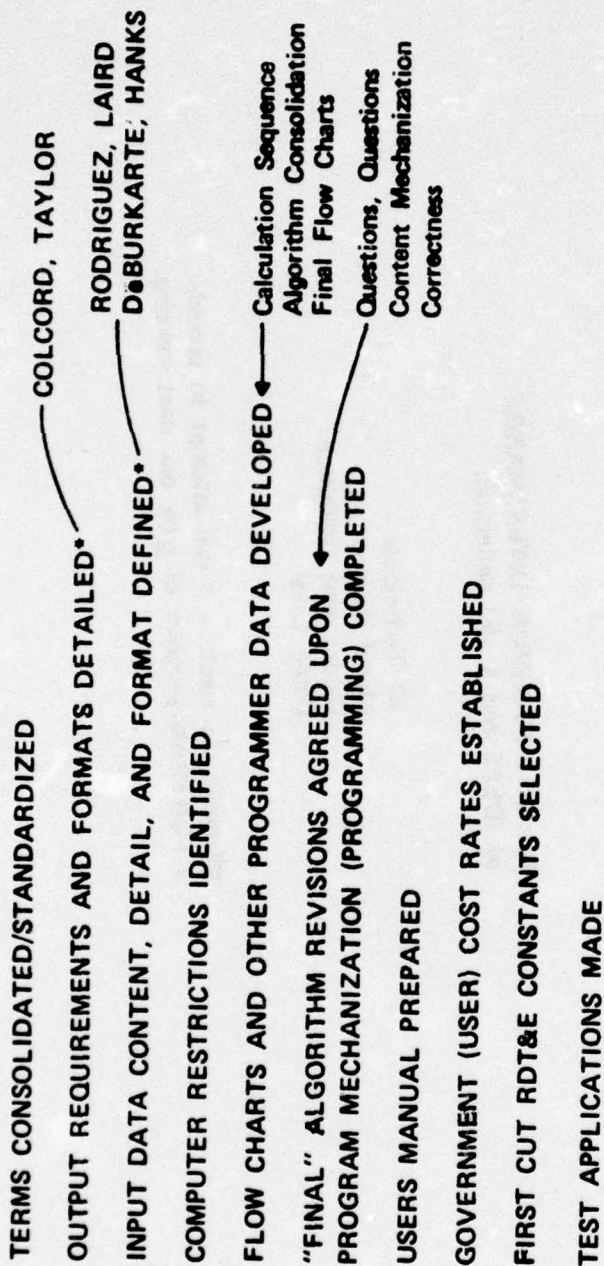 TERMS CONSOLIDATED/STANDARDIZED
OUTPUT REQUIREMENTS AND FORMATS DETAILED*
COLCORD, TAYLOR
INPUT DATA CONTENT, DETAIL, AND FORMAT DEFINED*
RODRIGUEZ, LAIRD
DeBURKARTE, HANKS
COMPUTER RESTRICTIONS IDENTIFIED
FLOW CHARTS AND OTHER PROGRAMMER DATA DEVELOPED
Calculation Sequence
Algorithm Consolidation
Final Flow Charts
"FINAL" ALGORITHM REVISIONS AGREED UPON
Questions, Questions
Content Mechanization
Correctness
PROGRAM MECHANIZATION (PROGRAMMING) COMPLETED
USERS MANUAL PREPARED
GOVERNMENT (USER) COST RATES ESTABLISHED
FIRST CUT RDT&E CONSTANTS SELECTED
TEST APPLICATIONS MADE